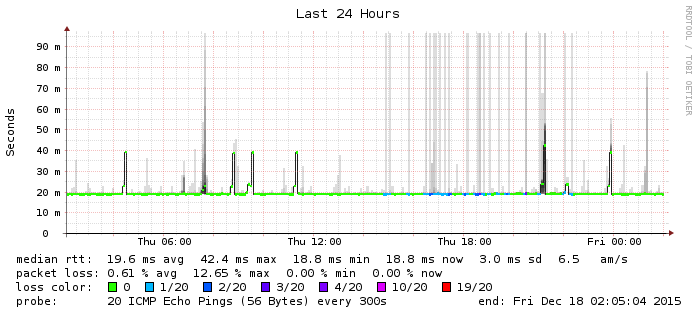 Last 24 Hours
RRDTOOL / TOBI OETIKER
Seconds
90 m
80 m
70 m
60 m
50 m
40 m
30 m
20 m
10 m
0
Thu 06:00 Thu 12:00 Thu 18:00 Fri 00:00
median rtt: 19.6 ms avg 42.4 ms max 18.8 ms min 18.8 ms now 3.0 ms sd 6.5 am/s
packet loss: 0.61 % avg 12.65 % max 0.00 % min 0.00 % now
loss color: 0 1/20 2/20 3/20 4/20 10/20 19/20
probe: 20 ICMP Echo Pings (56 Bytes) every 300s end: Fri Dec 18 02:05:04 2015